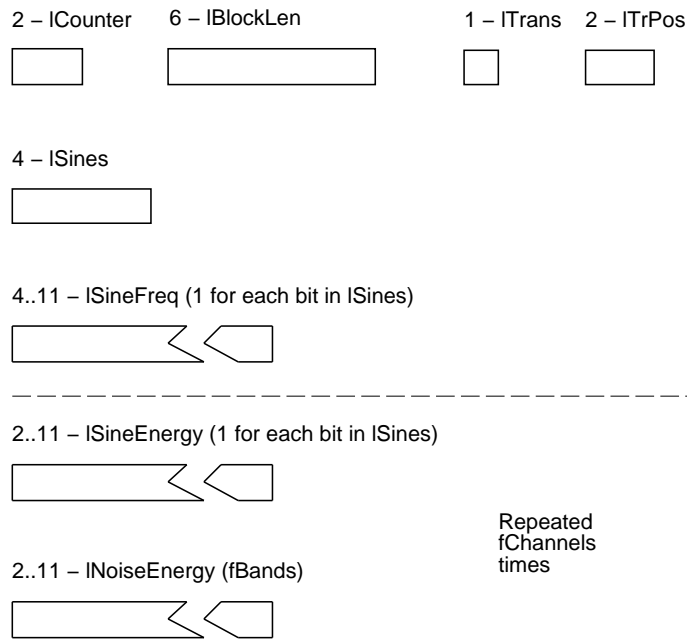 2 – lCounter 6 – lBlockLen 1 – lTrans 2 – lTrPos
4 – lSines
4..11 – lSineFreq (1 for each bit in lSines)
2..11 – lSineEnergy (1 for each bit in lSines)
Repeated
fChannels
times
2..11 – lNoiseEnergy (fBands)